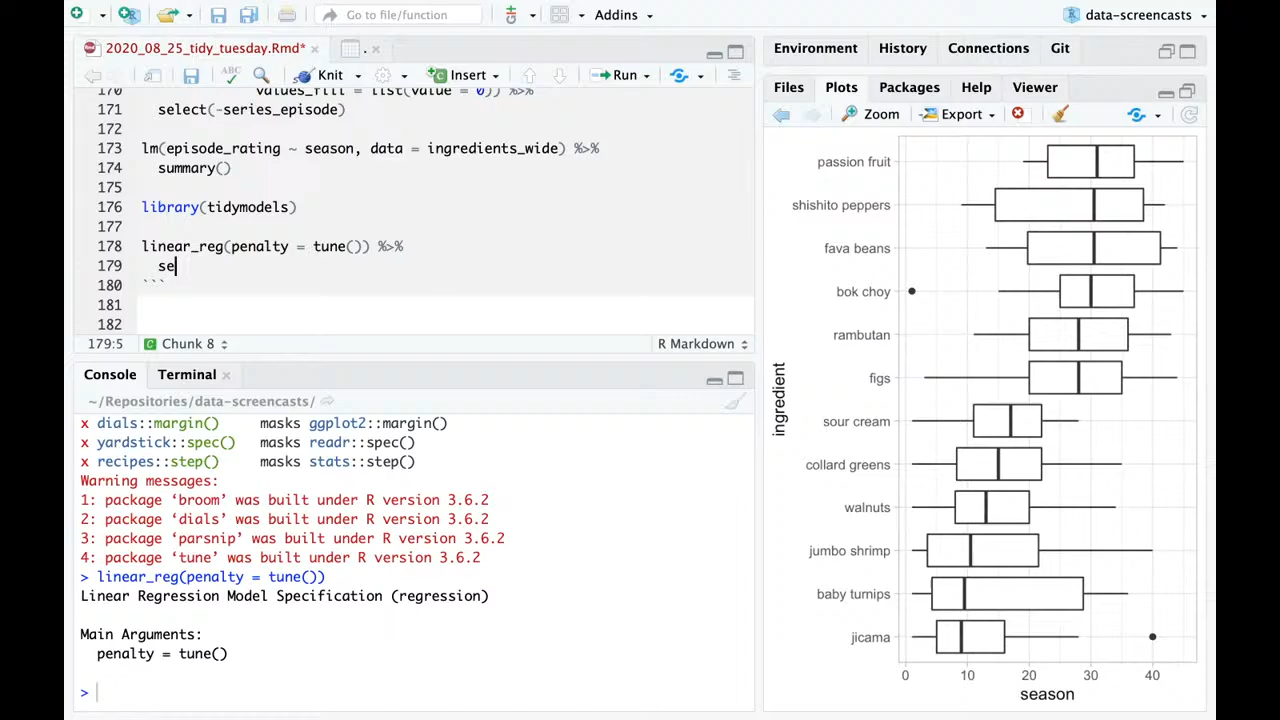 Go to file/function
Addins
data-screencasts
2020_08_25_tidy_tuesday.Rmd*
.
ABC
Knit
Insert
Run
170 values_fill = list(value = 0)) %>%
171 select(-series_episode)
172
173 lm(episode_rating ~ season, data = ingredients_wide) %>%
174 summary()
175
176 library(tidymodels)
177
178 linear_reg(penalty = tune()) %>%
179 se
180 ```
181
182
179:5 Chunk 8 R Markdown
Console Terminal
~/Repositories/data-screencasts/
x dials::margin() masks ggplot2::margin()
x yardstick::spec() masks readr::spec()
x recipes::step() masks stats::step()
Warning messages:
1: package ‘broom’ was built under R version 3.6.2
2: package ‘dials’ was built under R version 3.6.2
3: package ‘parsnip’ was built under R version 3.6.2
4: package ‘tune’ was built under R version 3.6.2
> linear_reg(penalty = tune())
Linear Regression Model Specification (regression)
Main Arguments:
penalty = tune()
>
Environment History Connections Git
Files Plots Packages Help Viewer
Zoom Export
passion fruit
shishito peppers
fava beans
bok choy
rambutan
figs
sour cream
collard greens
walnuts
jumbo shrimp
baby turnips
jicama
ingredient
0 10 20 30 40
season